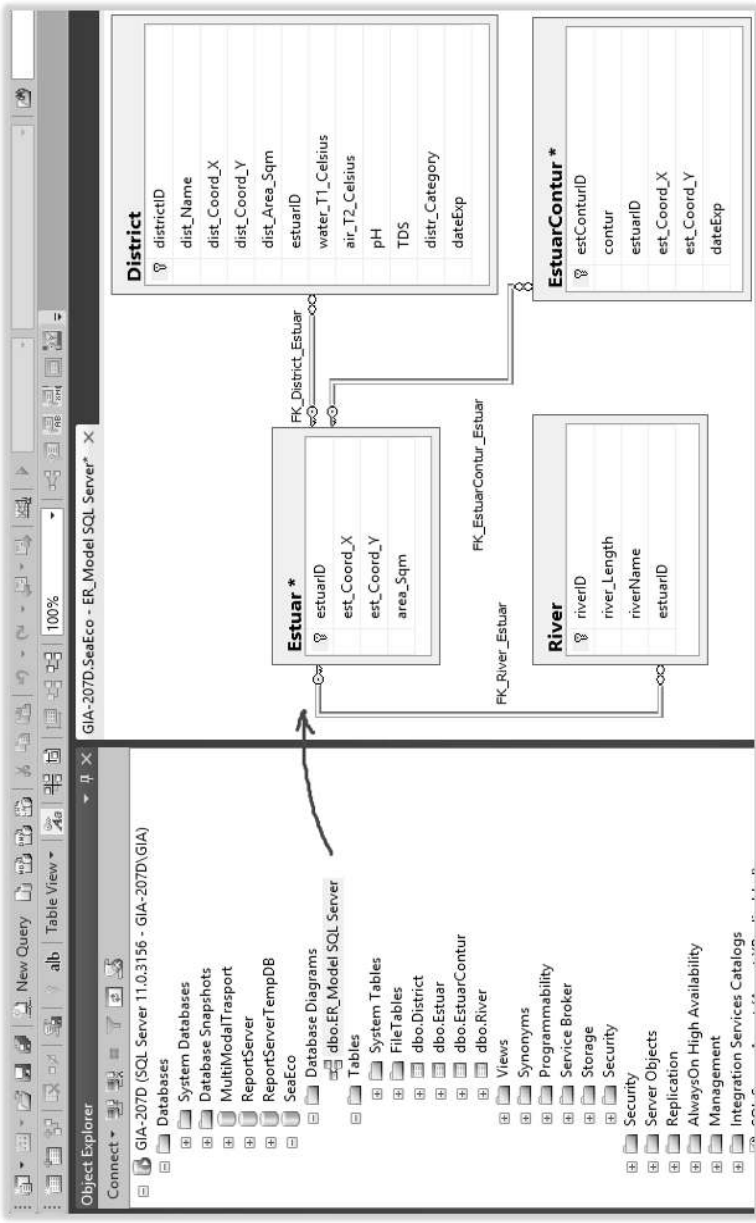 New Query
alb Table View
100%
Object Explorer
Connect
GIA-207D (SQL Server 11.0.3156 - GIA-207D\GIA)
Databases
System Databases
Database Snapshots
MultiModalTrasport
ReportServer
ReportServerTempDB
SeaEco
Database Diagrams
dbo.ER_Model SQL Server
Tables
System Tables
FileTables
dbo.District
dbo.Estuar
dbo.EstuarContur
dbo.River
Views
Synonyms
Programmability
Service Broker
Storage
Security
Security
Server Objects
Replication
AlwaysOn High Availability
Management
Integration Services Catalogs
GIA-207D.SeaEco - ER_Model SQL Server*
Estuar *
estuarID
est_Coord_X
est_Coord_Y
area_Sqm
FK_District_Estuar
District
districtID
dist_Name
dist_Coord_X
dist_Coord_Y
dist_Area_Sqm
estuarID
water_T1_Celsius
air_T2_Celsius
pH
TDS
distr_Category
dateExp
FK_River_Estuar
FK_EstuarContur_Estuar
River
riverID
river_Length
riverName
estuarID
EstuarContur *
estConturID
contur
estuarID
est_Coord_X
est_Coord_Y
dateExp